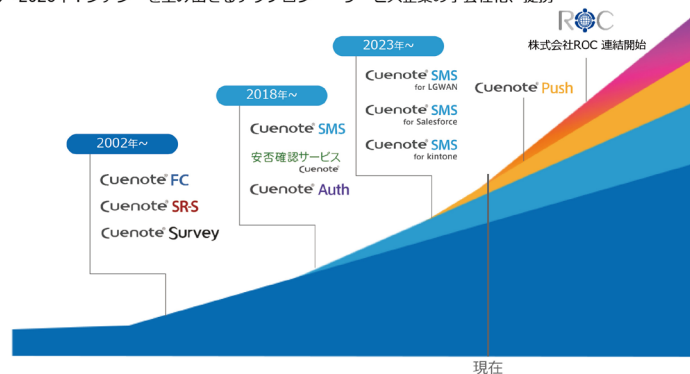 2023年~
ROC
株式会社ROC 連結開始
Cuenote SMS
for LGWAN
Cuenote Push
2018年~
Cuenote SMS
for Salesforce
Cuenote SMS
Cuenote SMS
for kintone
2002年~
安否確認サービス
Cuenote
Cuenote FC
Cuenote Auth
Cuenote SR-S
Cuenote Survey
現在